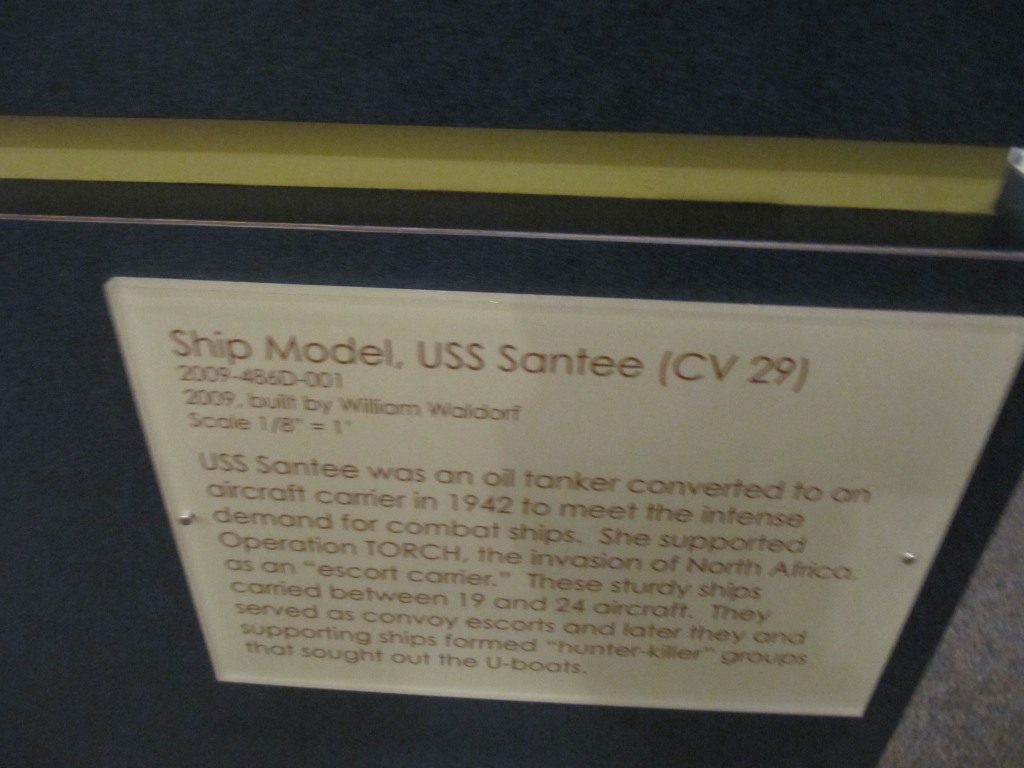 Ship Model, USS Santee (CV 29)
2009-486D-001
2009, built by William Waldorf
Scale 1/8" = 1'
USS Santee was an oil tanker converted to an
aircraft carrier in 1942 to meet the intense
demand for combat ships. She supported
Operation TORCH, the invasion of North Africa,
as an "escort carrier." These sturdy ships
carried between 19 and 24 aircraft. They
served as convoy escorts and later they and
supporting ships formed "hunter-killer" groups
that sought out the U-boats.